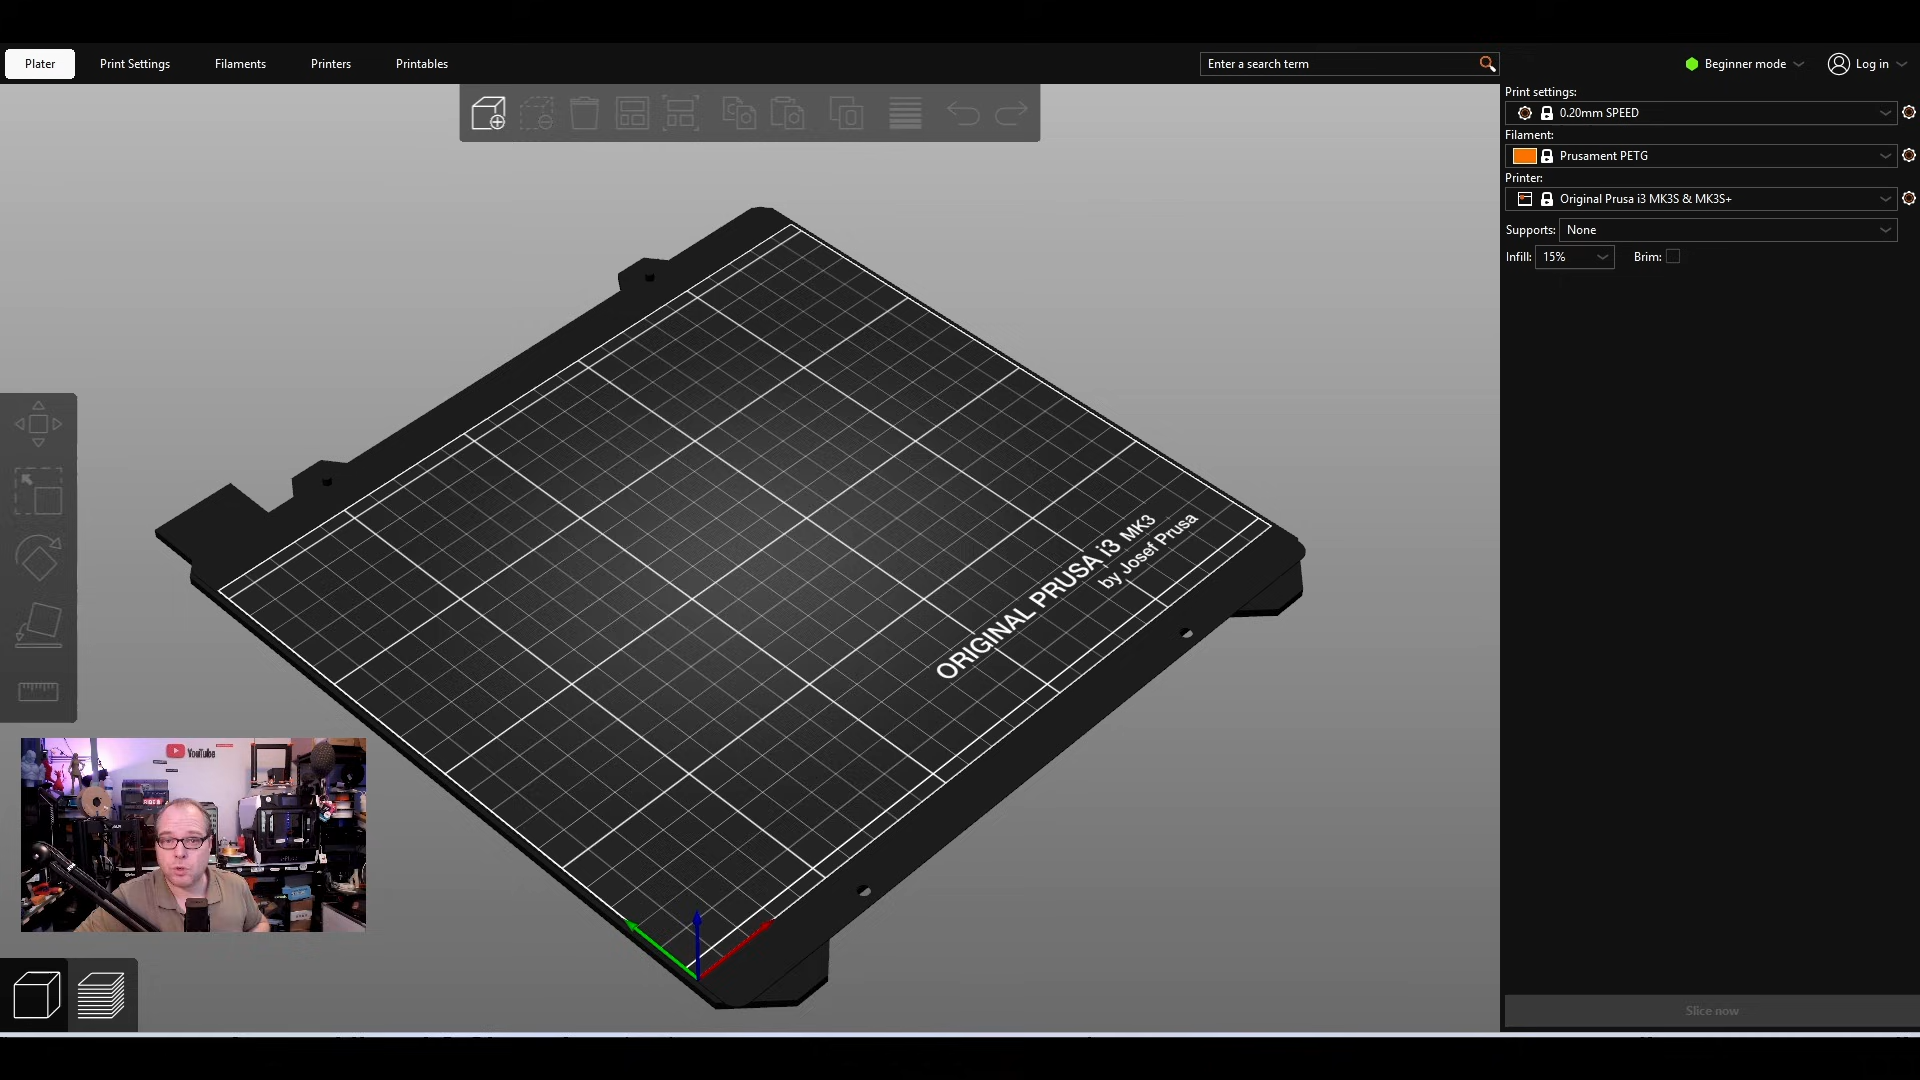 Plater
Print Settings
Filaments
Printers
Printables
Enter a search term
Beginner mode
Log in
Print settings:
0.20mm SPEED
Filament:
Prusament PETG
Printer:
Original Prusa i3 MK3S & MK3S+
Supports:
None
Infill:
15%
Brim:
ORIGINAL PRUSA i3 MK3
by Josef Prusa
YouTube
Slice now